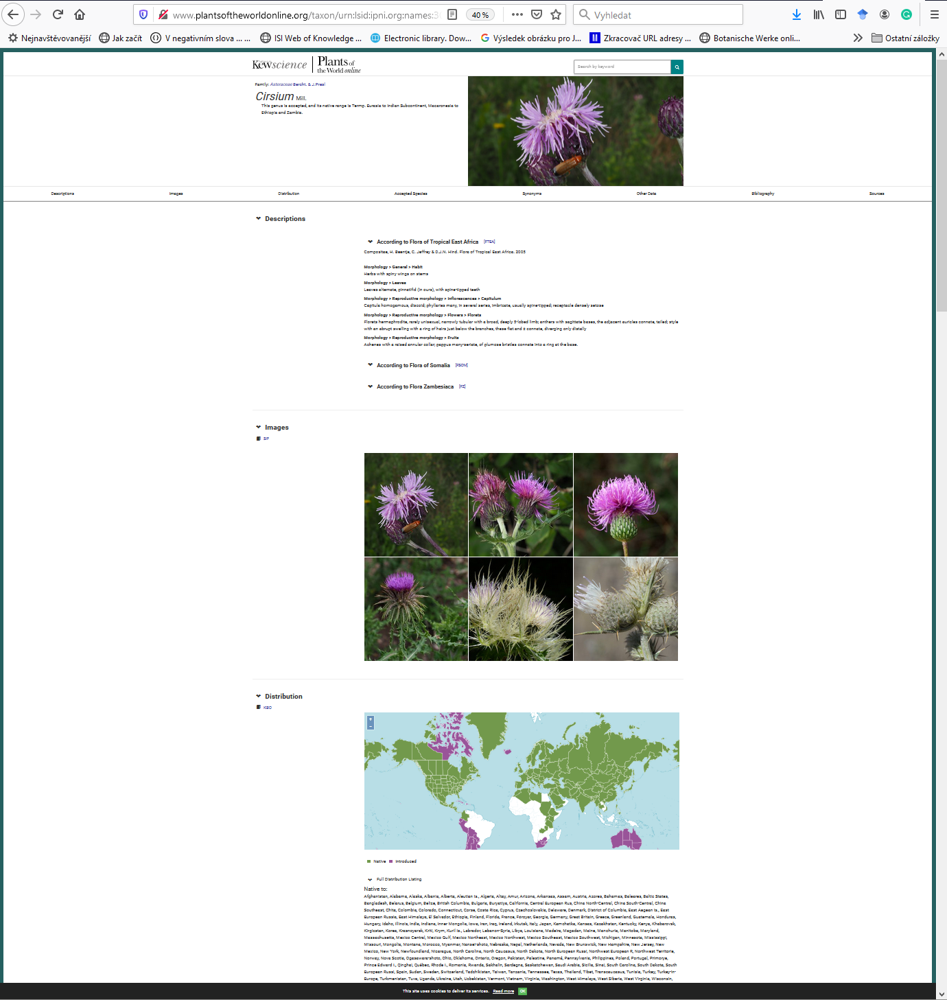 www.plantsoftheworldonline.org/taxon/urn:lsid:ipni.org:names:3
40 %
Vyhledat
Nejnavštěvovanější
Jak začít
V negativním slova ... ...
ISI Web of Knowledge ...
Electronic library. Dow...
Výsledek obrázku pro J...
Zkracovač URL adresy ...
Botanische Werke onli...
Ostatní záložky
Kew science
Plants of
the World online
Search by keyword
Family: Asteraceae Bercht. & J.Presl
Cirsium Mill.
This genus is accepted, and its native range is Temp. Eurasia to Indian Subcontinent, Macaronesia to
Ethiopia and Zambia.
Descriptions
Images
Distribution
Accepted Species
Synonyms
Other Data
Bibliography
Sources
Descriptions
According to Flora of Tropical East Africa [FTEA]
Compositae, H. Beentje, C. Jeffrey & D.J.N. Hind. Flora of Tropical East Africa. 2005
Morphology > General > Habit
Herbs with spiny wings on stems
Morphology > Leaves
Leaves alternate, pinnatifid (in ours), with spine-tipped teeth
Morphology > Reproductive morphology > Inflorescences > Capitulum
Capitula homogamous, discoid; phyllaries many, in several series, imbricate, usually spine-tipped; receptacle densely setose
Morphology > Reproductive morphology > Flowers > Florets
Florets hermaphrodite, rarely unisexual, narrowly tubular with a broad, deeply 5-lobed limb; anthers with sagittate bases, the adjacent auricles connate, tailed; style
with an abrupt swelling with a ring of hairs just below the branches, these flat and ± connate, diverging only distally
Morphology > Reproductive morphology > Fruits
Achenes with a raised annular collar; pappus many-seriate, of plumose bristles connate into a ring at the base.
According to Flora of Somalia [FSOM]
According to Flora Zambesiaca [FZ]
Images
SP
Distribution
KBD
+
−
Native
Introduced
Full Distribution Listing
Native to:
Afghanistan, Alabama, Alaska, Albania, Alberta, Aleutian Is., Algeria, Altay, Amur, Arizona, Arkansas, Assam, Austria, Azores, Bahamas, Baleares, Baltic States,
Bangladesh, Belarus, Belgium, Belize, British Columbia, Bulgaria, Buryatiya, California, Central European Rus, China North-Central, China South-Central, China
Southeast, Chita, Colombia, Colorado, Connecticut, Corse, Costa Rica, Cyprus, Czechoslovakia, Delaware, Denmark, District of Columbia, East Aegean Is., East
European Russia, East Himalaya, El Salvador, Ethiopia, Finland, Florida, France, Føroyar, Georgia, Germany, Great Britain, Greece, Greenland, Guatemala, Honduras,
Hungary, Idaho, Illinois, India, Indiana, Inner Mongolia, Iowa, Iran, Iraq, Ireland, Irkutsk, Italy, Japan, Kamchatka, Kansas, Kazakhstan, Kentucky, Kenya, Khabarovsk,
Kirgizstan, Korea, Krasnoyarsk, Kriti, Krym, Kuril Is., Labrador, Lebanon-Syria, Libya, Louisiana, Madeira, Magadan, Maine, Manchuria, Manitoba, Maryland,
Massachusetts, Mexico Central, Mexico Gulf, Mexico Northeast, Mexico Northwest, Mexico Southeast, Mexico Southwest, Michigan, Minnesota, Mississippi,
Missouri, Mongolia, Montana, Morocco, Myanmar, Nansei-shoto, Nebraska, Nepal, Netherlands, Nevada, New Brunswick, New Hampshire, New Jersey, New
Mexico, New York, Newfoundland, Nicaragua, North Carolina, North Caucasus, North Dakota, North European Russi, Northwest European R, Northwest Territorie,
Norway, Nova Scotia, Ogasawara-shoto, Ohio, Oklahoma, Ontario, Oregon, Pakistan, Palestine, Panamá, Pennsylvania, Philippines, Poland, Portugal, Primorye,
Prince Edward I., Qinghai, Québec, Rhode I., Romania, Rwanda, Sakhalin, Sardegna, Saskatchewan, Saudi Arabia, Sicilia, Sinai, South Carolina, South Dakota, South
European Russi, Spain, Sudan, Sweden, Switzerland, Tadzhikistan, Taiwan, Tanzania, Tennessee, Texas, Thailand, Tibet, Transcaucasus, Tunisia, Turkey, Turkey-in-
Europe, Turkmenistan, Tuva, Uganda, Ukraine, Utah, Uzbekistan, Vermont, Vietnam, Virginia, Washington, West Himalaya, West Siberia, West Virginia, Wisconsin,
This site uses cookies to deliver its services. Read more OK